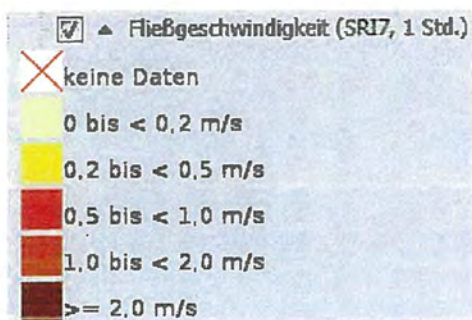 Fließgeschwindigkeit (SRI7, 1 Std.)
keine Daten
0 bis < 0,2 m/s
0,2 bis < 0,5 m/s
0,5 bis < 1,0 m/s
1,0 bis < 2,0 m/s
>= 2,0 m/s